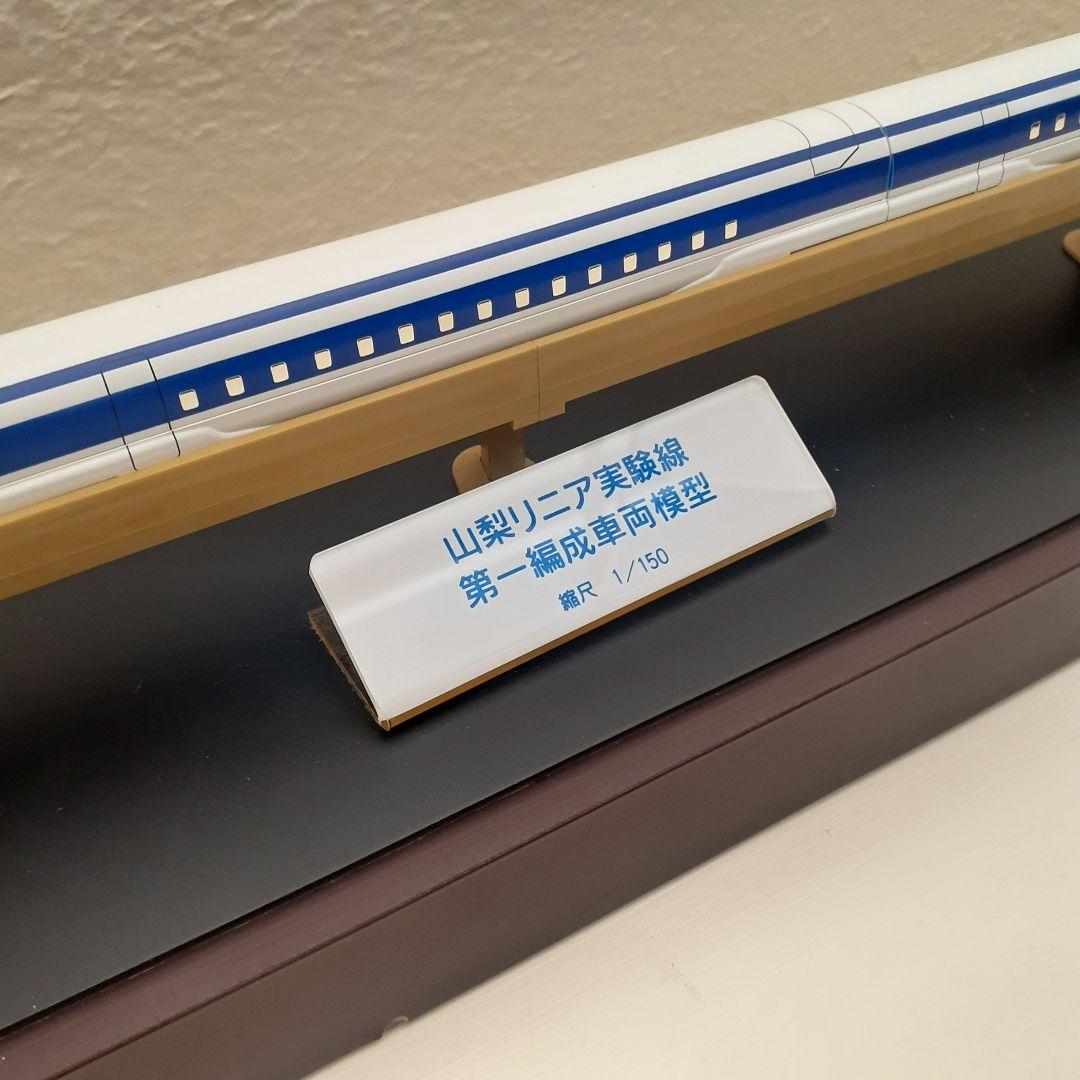 山梨リニア実験線
第一編成車両模型
縮尺 1/150